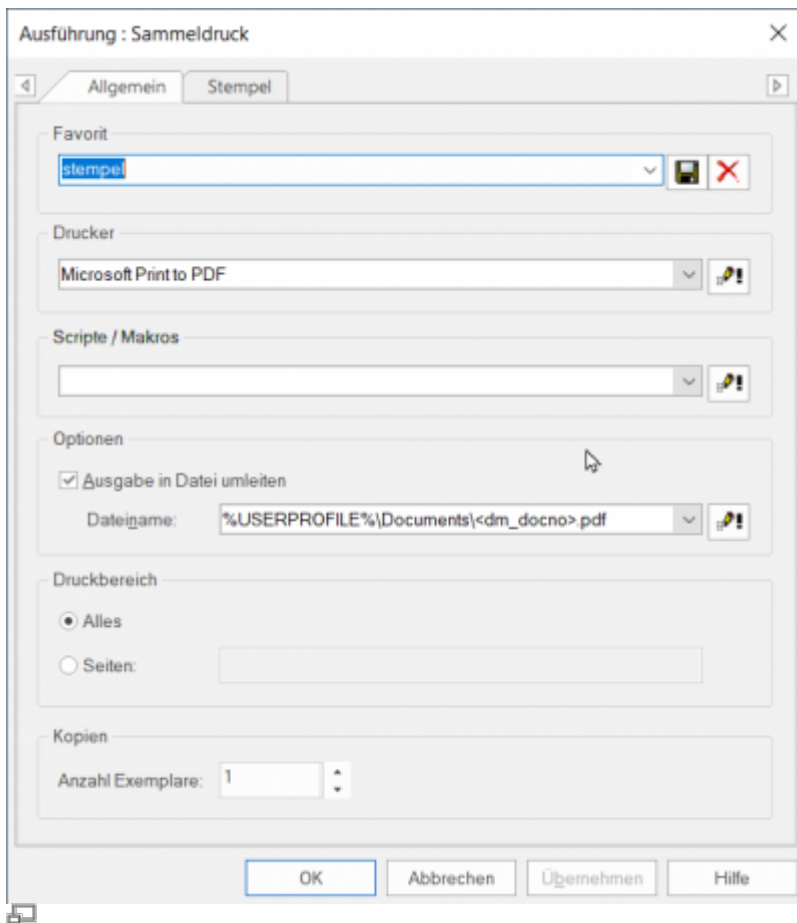 Ausführung : Sammeldruck
Allgemein
Stempel
Favorit
stempel
Drucker
Microsoft Print to PDF
Scripte / Makros
Optionen
Ausgabe in Datei umleiten
Dateiname: %USERPROFILE%\Documents\<dm_docno>.pdf
Druckbereich
Alles
Seiten:
Kopien
Anzahl Exemplare: 1
OK Abbrechen Übernehmen Hilfe